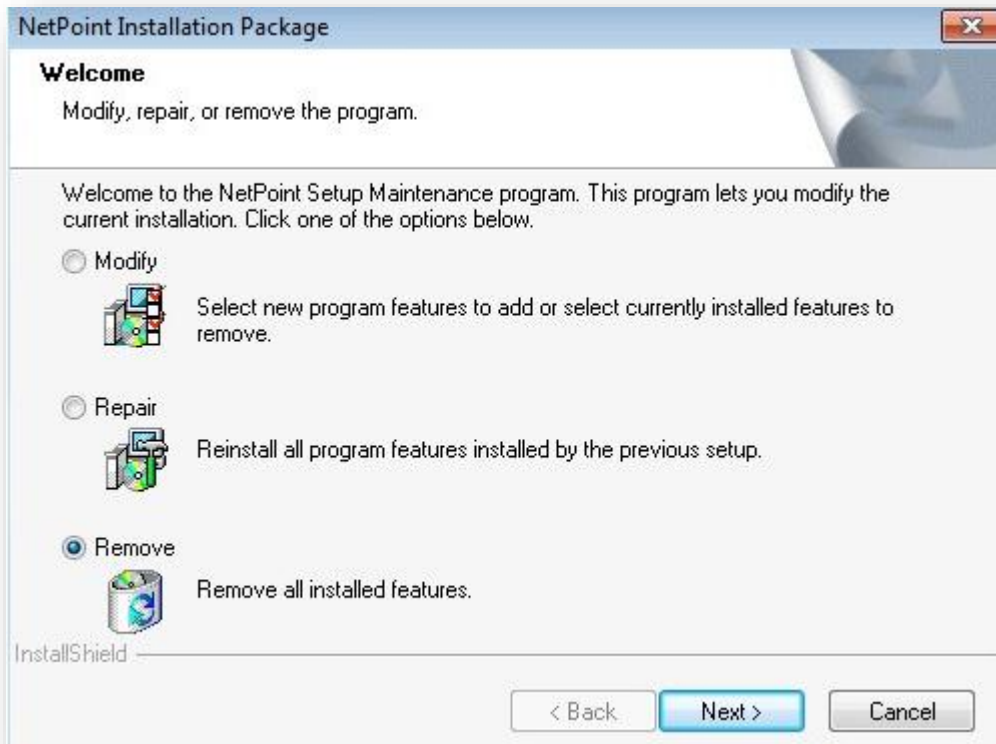 NetPoint Installation Package
Welcome
Modify, repair, or remove the program.
Welcome to the NetPoint Setup Maintenance program. This program lets you modify the
current installation. Click one of the options below.
Modify
Select new program features to add or select currently installed features to
remove.
Repair
Reinstall all program features installed by the previous setup.
Remove
Remove all installed features.
InstallShield
< Back
Next >
Cancel